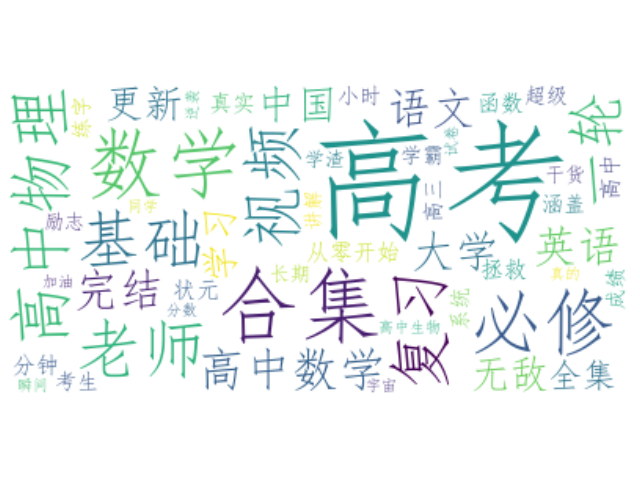 高中物理
练字
更新
逆袭
真实
中国
小时
语文
函数
超级
一轮
数学
视频
学渣
高考
学霸
试卷
干货
高中
同学
讲解
高三
涵盖
励志
基础
学习
从零开始
大学
英语
加油
完结
状元
长期
拯救
真的
成绩
分数
合集
复习
系统
必修
老师
高中生物
分钟
高中数学
无敌
全集
瞬间
考生
宇宙